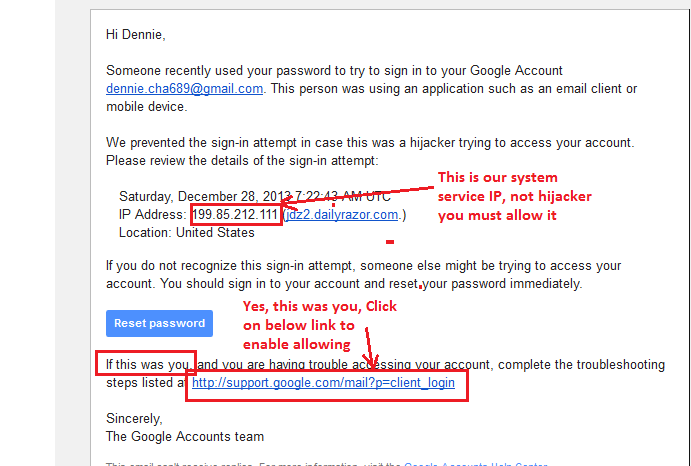 Hi Dennie,
Someone recently used your password to try to sign in to your Google Account
dennie.cha689@gmail.com. This person was using an application such as an email client or
mobile device.
We prevented the sign-in attempt in case this was a hijacker trying to access your account.
Please review the details of the sign-in attempt:
This is our system
service IP, not hijacker
you must allow it
Saturday, December 28, 2013 7:22:43 AM UTC
IP Address: 199.85.212.111 (jdz2.dailyrazor.com.)
Location: United States
If you do not recognize this sign-in attempt, someone else might be trying to access your
account. You should sign in to your account and reset your password immediately.
Yes, this was you, Click
on below link to
enable allowing
Reset password
If this was you, and you are having trouble accessing your account, complete the troubleshooting
steps listed at http://support.google.com/mail?p=client_login
Sincerely,
The Google Accounts team
This email can't receive replies. For more information, visit the Google Accounts Help Center.